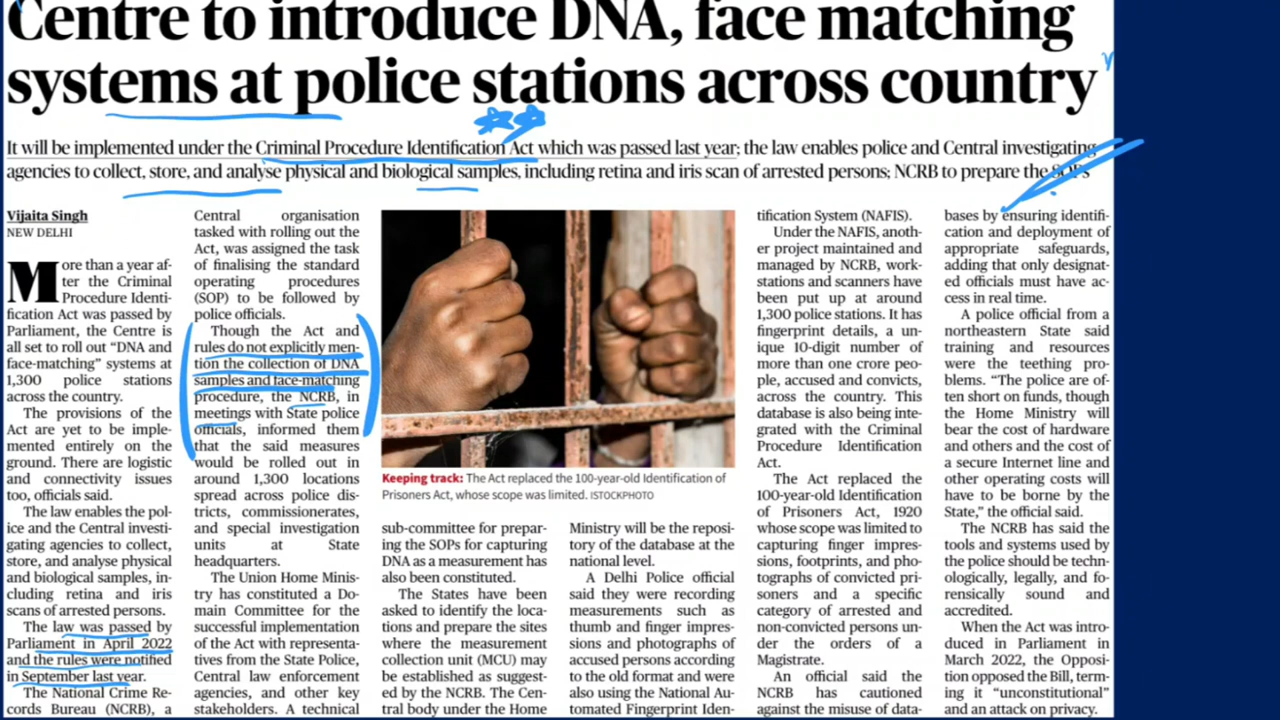 Centre to introduce DNA, face matching
systems at police stations across country
It will be implemented under the Criminal Procedure Identification Act which was passed last year; the law enables police and Central investigating
agencies to collect, store, and analyse physical and biological samples, including retina and iris scan of arrested persons; NCRB to prepare the SOPs
Vijaita Singh
NEW DELHI
More than a year af-
ter the Criminal
Procedure Identi-
fication Act was passed by
Parliament, the Centre is
all set to roll out “DNA and
face-matching” systems at
1,300 police stations
across the country.
The provisions of the
Act are yet to be imple-
mented entirely on the
ground. There are logistic
and connectivity issues
too, officials said.
The law enables the pol-
ice and the Central investi-
gating agencies to collect,
store, and analyse physical
and biological samples, in-
cluding retina and iris
scans of arrested persons.
The law was passed by
Parliament in April 2022
and the rules were notified
in September last year.
The National Crime Re-
cords Bureau (NCRB), a
Central organisation
tasked with rolling out the
Act, was assigned the task
of finalising the standard
operating procedures
(SOP) to be followed by
police officials.
Though the Act and
rules do not explicitly men-
tion the collection of DNA
samples and face-matching
procedure, the NCRB, in
meetings with State police
officials, informed them
that the said measures
would be rolled out in
around 1,300 locations
spread across police dis-
tricts, commissionerates,
and special investigation
units at State
headquarters.
The Union Home Minis-
try has constituted a Do-
main Committee for the
successful implementation
of the Act with representa-
tives from the State Police,
Central law enforcement
agencies, and other key
stakeholders. A technical
Keeping track: The Act replaced the 100-year-old Identification of
Prisoners Act, whose scope was limited. ISTOCKPHOTO
sub-committee for prepar-
ing the SOPs for capturing
DNA as a measurement has
also been constituted.
The States have been
asked to identify the loca-
tions and prepare the sites
where the measurement
collection unit (MCU) may
be established as suggest-
ed by the NCRB. The Cen-
tral body under the Home
Ministry will be the reposi-
tory of the database at the
national level.
A Delhi Police official
said they were recording
measurements such as
thumb and finger impres-
sions and photographs of
accused persons according
to the old format and were
also using the National Au-
tomated Fingerprint Iden-
tification System (NAFIS).
Under the NAFIS, anoth-
er project maintained and
managed by NCRB, work-
stations and scanners have
been put up at around
1,300 police stations. It has
fingerprint details, a un-
ique 10-digit number of
more than one crore peo-
ple, accused and convicts,
across the country. This
database is also being inte-
grated with the Criminal
Procedure Identification
Act.
The Act replaced the
100-year-old Identification
of Prisoners Act, 1920
whose scope was limited to
capturing finger impres-
sions, footprints, and pho-
tographs of convicted pri-
soners and a specific
category of arrested and
non-convicted persons un-
der the orders of a
Magistrate.
An official said the
NCRB has cautioned
against the misuse of data-
bases by ensuring identifi-
cation and deployment of
appropriate safeguards,
adding that only designat-
ed officials must have ac-
cess in real time.
A police official from a
northeastern State said
training and resources
were the teething pro-
blems. “The police are of-
ten short on funds, though
the Home Ministry will
bear the cost of hardware
and others and the cost of
a secure Internet line and
other operating costs will
have to be borne by the
State,” the official said.
The NCRB has said the
tools and systems used by
the police should be techn-
ologically, legally, and fo-
rensically sound and
accredited.
When the Act was intro-
duced in Parliament in
March 2022, the Opposi-
tion opposed the Bill, term-
ing it “unconstitutional”
and an attack on privacy.